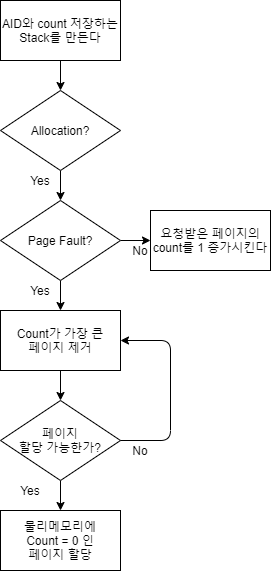 AID와 count 저장하는
Stack를 만든다
Allocation?
Yes
Page Fault?
No
요청받은 페이지의
count를 1 증가시킨다
Yes
Count가 가장 큰
페이지 제거
페이지
할당 가능한가?
No
Yes
물리메모리에
Count = 0 인
페이지 할당